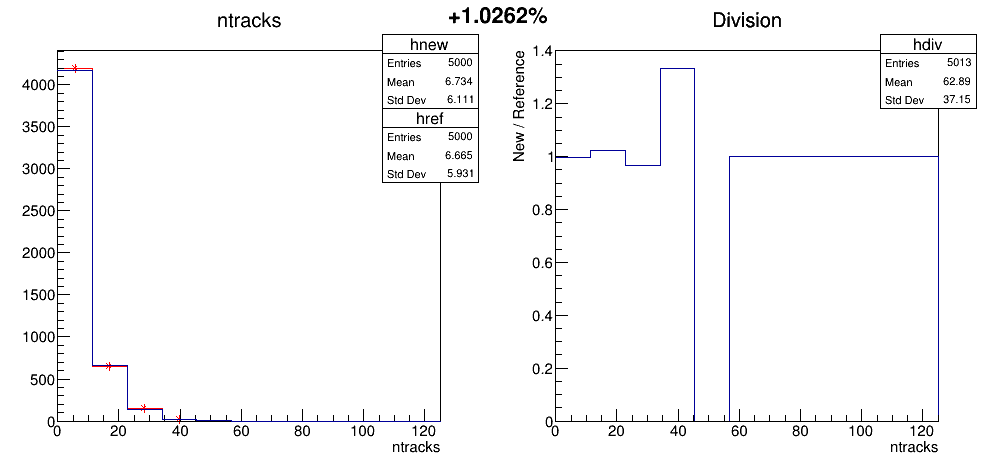 +1.0262%
ntracks
hnew
Entries 5000
Mean 6.734
Std Dev 6.111
href
Entries 5000
Mean 6.665
Std Dev 5.931
4000
3500
3000
2500
2000
1500
1000
500
0
0 20 40 60 80 100 120
ntracks
Division
hdiv
Entries 5013
Mean 62.89
Std Dev 37.15
New / Reference
1.4
1.2
1
0.8
0.6
0.4
0.2
0
0 20 40 60 80 100 120
ntracks